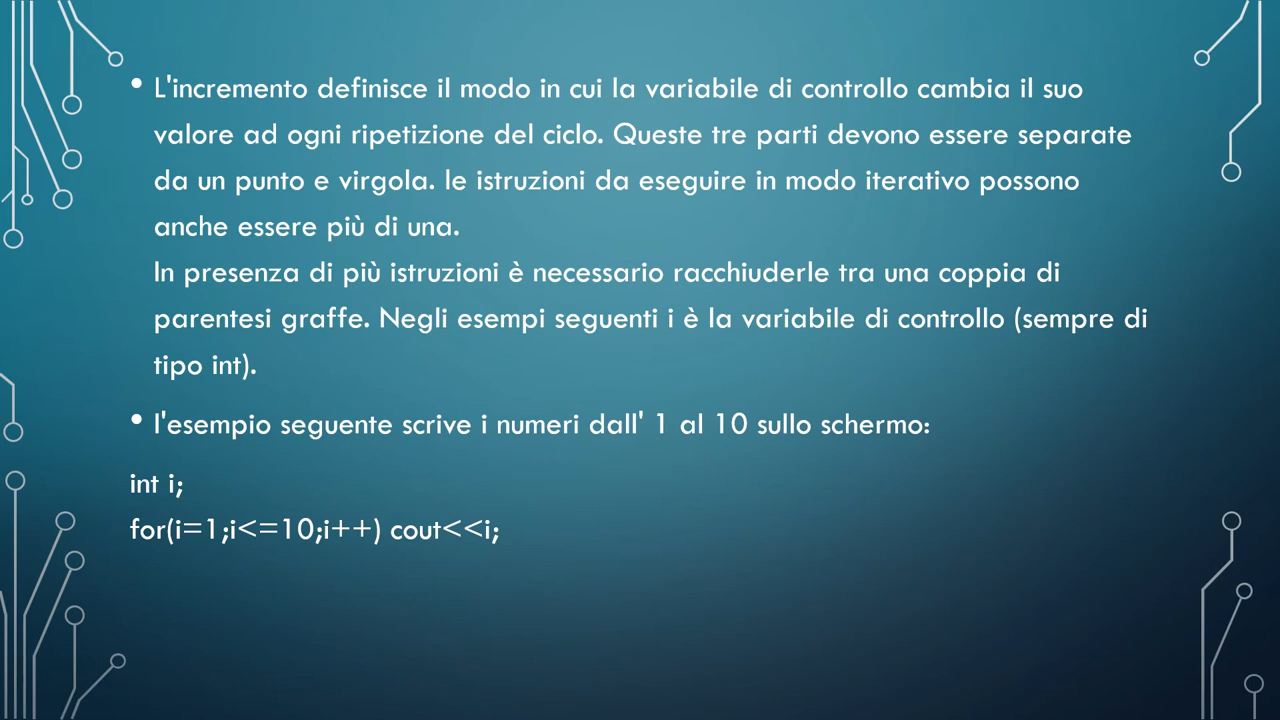 • L'incremento definisce il modo in cui la variabile di controllo cambia il suo
valore ad ogni ripetizione del ciclo. Queste tre parti devono essere separate
da un punto e virgola. le istruzioni da eseguire in modo iterativo possono
anche essere più di una.
In presenza di più istruzioni è necessario racchiuderle tra una coppia di
parentesi graffe. Negli esempi seguenti i è la variabile di controllo (sempre di
tipo int).
• l'esempio seguente scrive i numeri dall' 1 al 10 sullo schermo:
int i;
for(i=1;i<=10;i++) cout<<i;